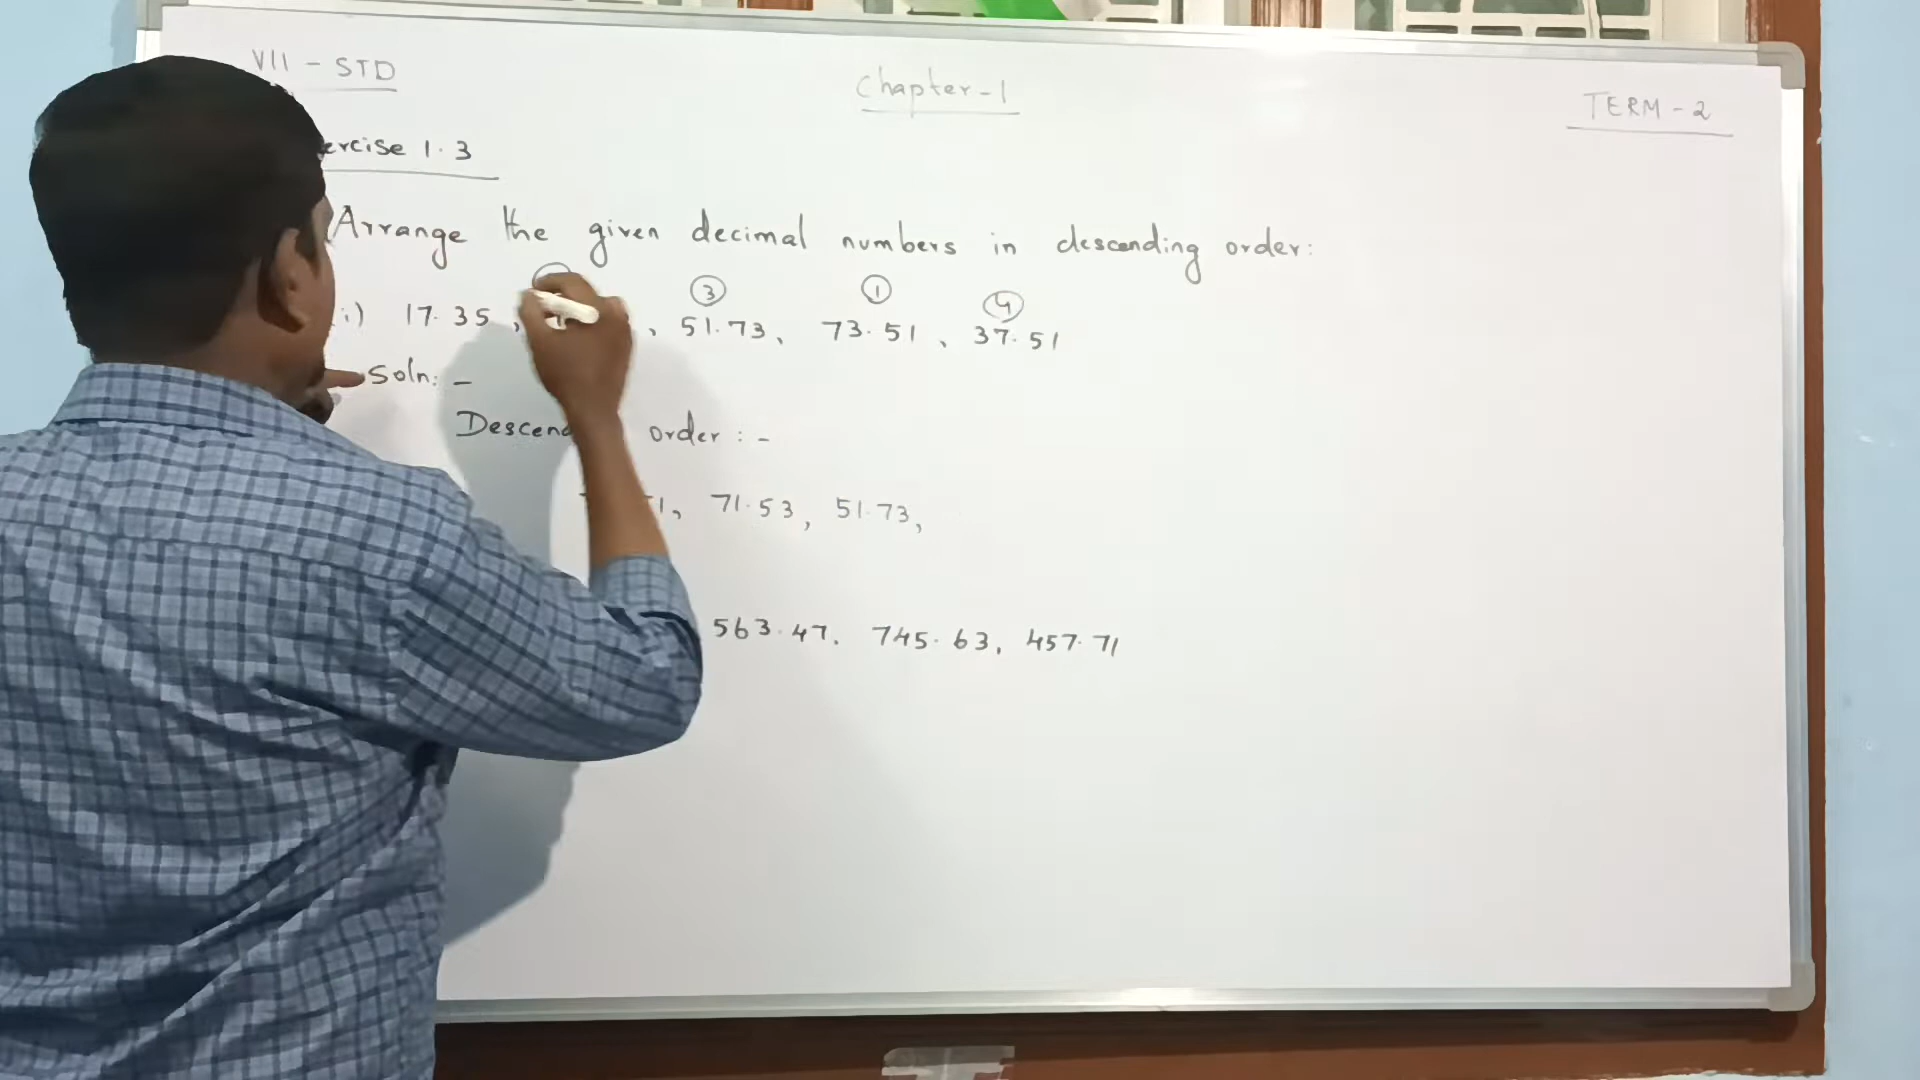 VII - STD
Chapter - 1
TERM - 2
ercise 1.3
Arrange the given decimal numbers in descending order:
3 1 4
i) 17.35, , 51.73, 73.51, 37.51
Soln: -
Descend order : -
1, 71.53, 51.73,
563.47. 745.63, 457.71